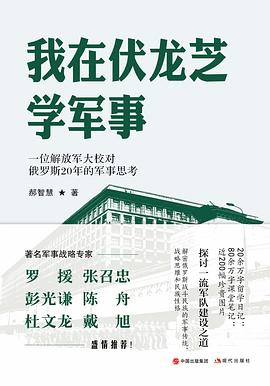 我在伏龙芝
学军事
一位解放军大校对
俄罗斯20年的军事思考
郝智慧 ★ 著
著名军事战略专家
罗 援 张召忠
彭光谦 陈 舟
杜文龙 戴 旭
盛情推荐！
20余万字留学日记；
80余万字课堂笔记；
近200幅珍贵图片
探讨一流军队建设之道
解密俄罗斯战斗民族的军事传统、
战略思维和民族性格
中国出版集团 现代出版社